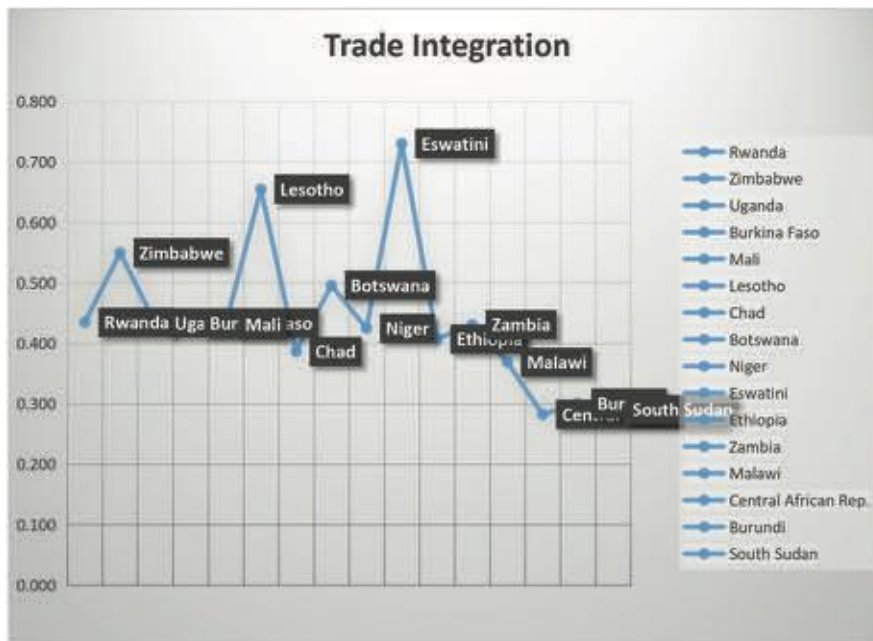 Trade Integration
0.800
0.700
0.600
0.500
0.400
0.300
0.200
0.100
0.000
Eswatini
Lesotho
Zimbabwe
Botswana
Rwanda
Uga
Bur
Mali
aso
Niger
Zambia
Ethiopia
Chad
Malawi
Bur
Central
South Sudan
Rwanda
Zimbabwe
Uganda
Burkina Faso
Mali
Lesotho
Chad
Botswana
Niger
Eswatini
Ethiopia
Zambia
Malawi
Central African Rep.
Burundi
South Sudan